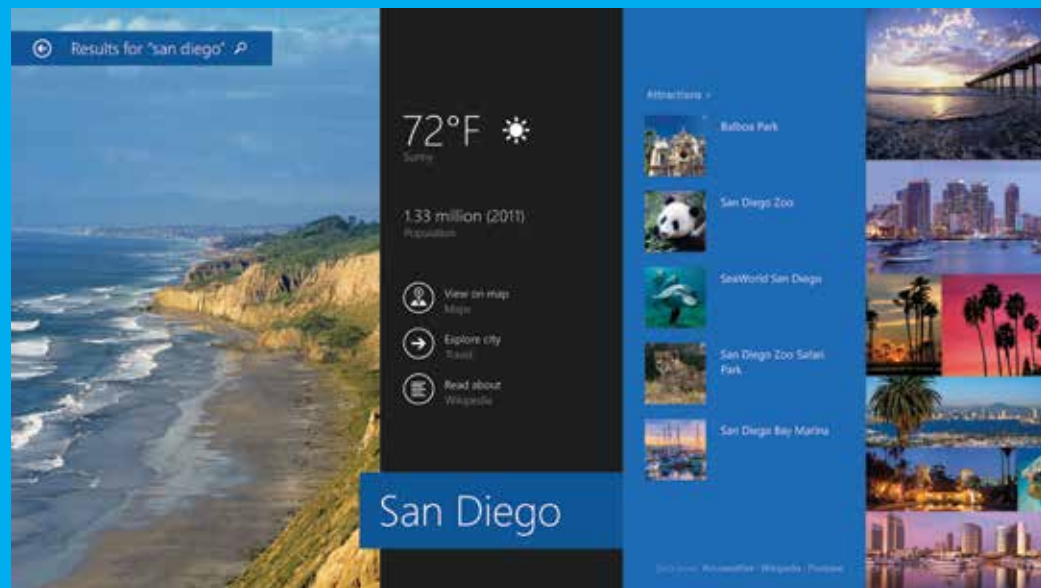 Results for "san diego"
72°F
Sunny
1.33 million (2011)
Population
View on map
Maps
Explore city
Travel
Read about
Wikipedia
San Diego
Attractions
Balboa Park
San Diego Zoo
SeaWorld San Diego
San Diego Zoo Safari
Park
San Diego Bay Marina
Wikipedia